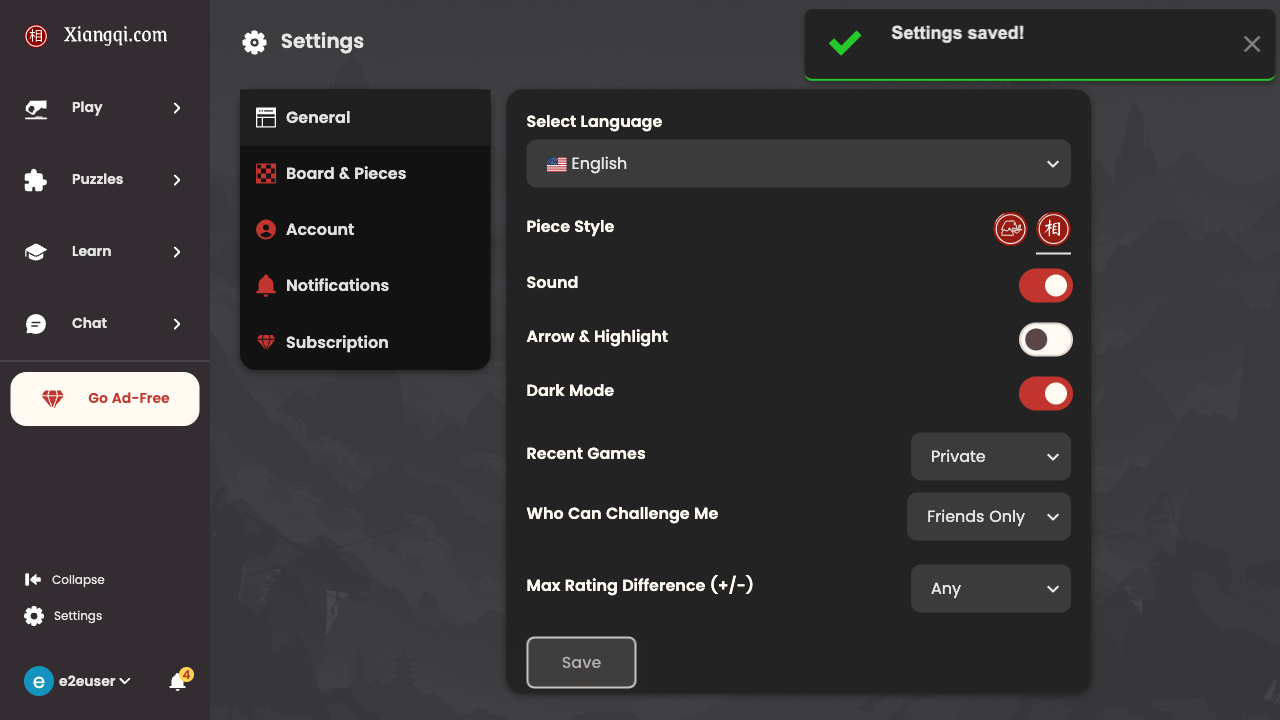 相 Xiangqi.com
Play
Puzzles
Learn
Chat
Go Ad-Free
Collapse
Settings
e e2euser
4
Settings
Settings saved!
General
Board & Pieces
Account
Notifications
Subscription
Select Language
English
Piece Style
相
Sound
Arrow & Highlight
Dark Mode
Recent Games
Private
Who Can Challenge Me
Friends Only
Max Rating Difference (+/-)
Any
Save